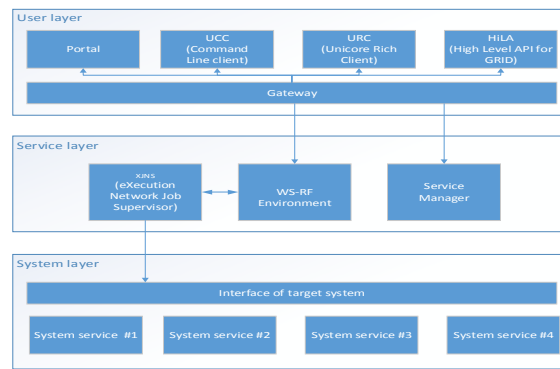 User layer
Portal
UCC
(Command
Line client)
URC
(Unicore Rich
Client)
HiLA
(High Level API for
GRID)
Gateway
Service layer
XJNS
(eXecution
Network Job
Supervisor)
WS-RF
Environment
Service
Manager
System layer
Interface of target system
System service #1
System service #2
System service #3
System service #4